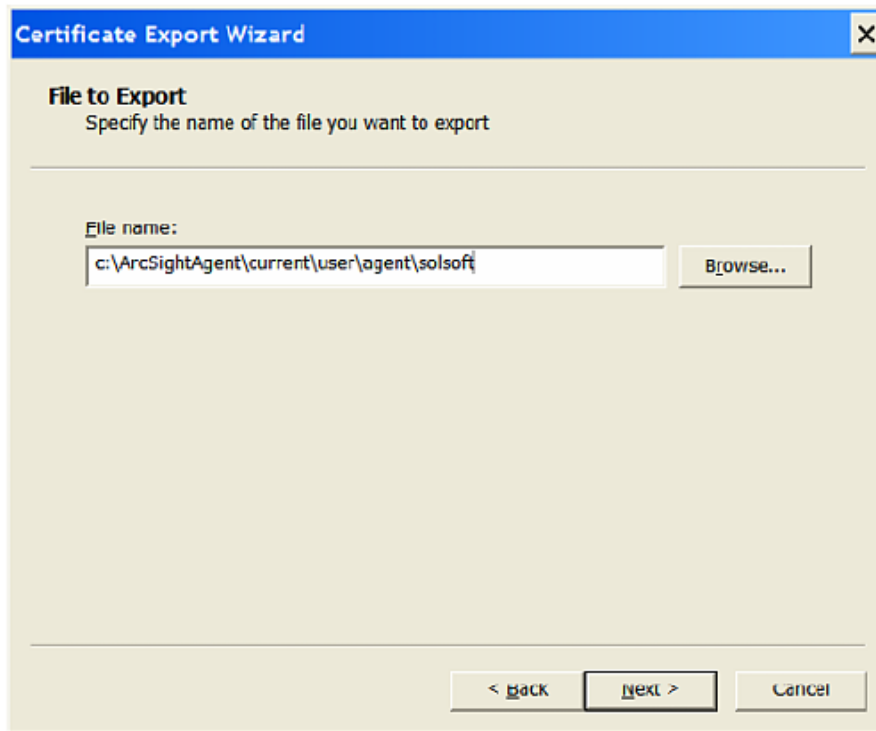 Certificate Export Wizard
File to Export
Specify the name of the file you want to export
File name:
c:\ArcSightAgent\current\user\agent\solsoft
Browse...
< Back
Next >
Cancel